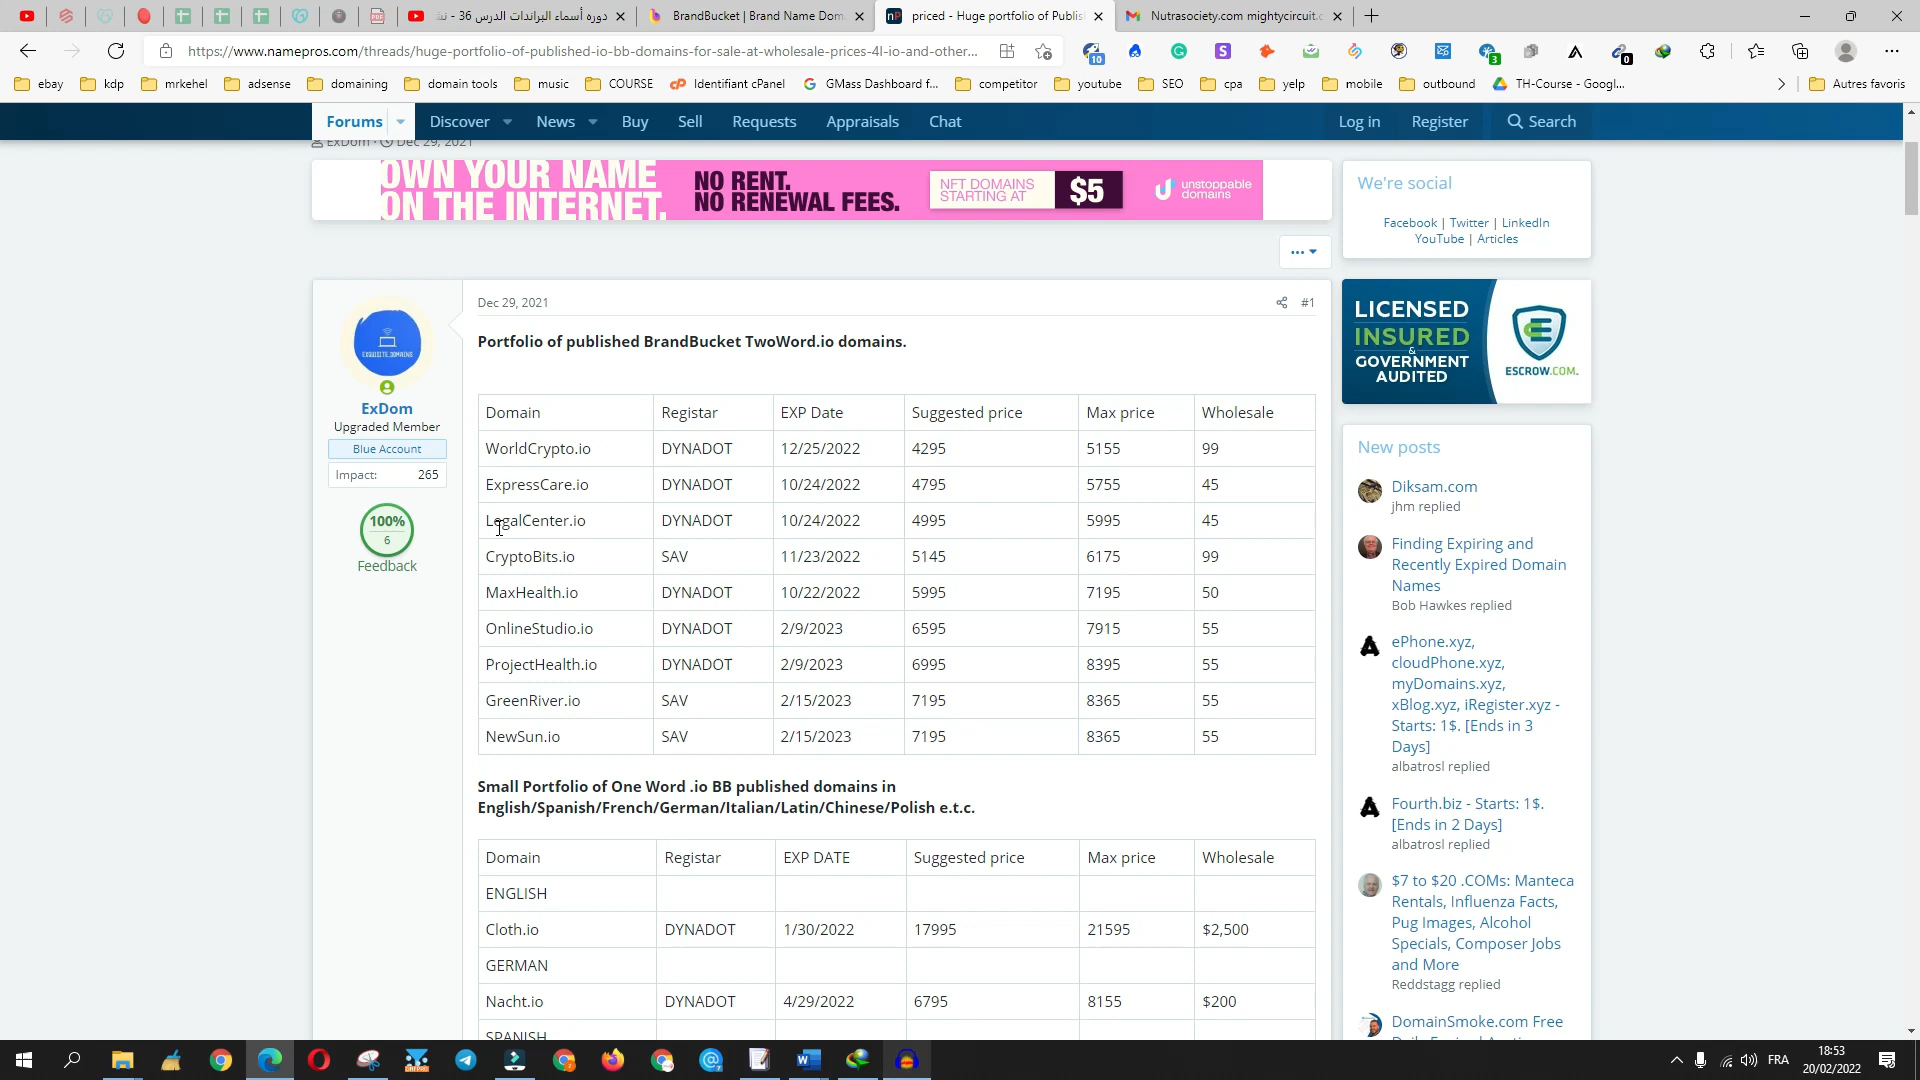 دوره أسماء البراندات الدرس 36 - نش
BrandBucket | Brand Name Dom
priced - Huge portfolio of Publis
Nutrasociety.com mightycircuit.c
https://www.namepros.com/threads/huge-portfolio-of-published-io-bb-domains-for-sale-at-wholesale-prices-4l-io-and-other...
10
3
0
ebay kdp mrkehel adsense domaining domain tools music COURSE Identifiant cPanel GMass Dashboard f... competitor youtube SEO cpa yelp mobile outbound TH-Course - Googl... Autres favoris
Forums Discover News Buy Sell Requests Appraisals Chat Log in Register Search
ExDom · Dec 29, 2021
OWN YOUR NAME
ON THE INTERNET.
NO RENT.
NO RENEWAL FEES.
NFT DOMAINS
STARTING AT
$5
unstoppable
domains
We're social
Facebook | Twitter | LinkedIn
YouTube | Articles
LICENSED
INSURED
&
GOVERNMENT
AUDITED
ESCROW.COM.
EXQUISITE.DOMAINS
ExDom
Upgraded Member
Blue Account
Impact: 265
100%
6
Feedback
Dec 29, 2021 #1
Portfolio of published BrandBucket TwoWord.io domains.
Domain Registar EXP Date Suggested price Max price Wholesale
WorldCrypto.io DYNADOT 12/25/2022 4295 5155 99
ExpressCare.io DYNADOT 10/24/2022 4795 5755 45
LegalCenter.io DYNADOT 10/24/2022 4995 5995 45
CryptoBits.io SAV 11/23/2022 5145 6175 99
MaxHealth.io DYNADOT 10/22/2022 5995 7195 50
OnlineStudio.io DYNADOT 2/9/2023 6595 7915 55
ProjectHealth.io DYNADOT 2/9/2023 6995 8395 55
GreenRiver.io SAV 2/15/2023 7195 8365 55
NewSun.io SAV 2/15/2023 7195 8365 55
Small Portfolio of One Word .io BB published domains in
English/Spanish/French/German/Italian/Latin/Chinese/Polish e.t.c.
Domain Registar EXP DATE Suggested price Max price Wholesale
ENGLISH
Cloth.io DYNADOT 1/30/2022 17995 21595 $2,500
GERMAN
Nacht.io DYNADOT 4/29/2022 6795 8155 $200
SPANISH
New posts
Diksam.com
jhm replied
Finding Expiring and
Recently Expired Domain
Names
Bob Hawkes replied
ePhone.xyz,
cloudPhone.xyz,
myDomains.xyz,
xBlog.xyz, iRegister.xyz -
Starts: 1$. [Ends in 3
Days]
albatrosl replied
Fourth.biz - Starts: 1$.
[Ends in 2 Days]
albatrosl replied
$7 to $20 .COMs: Manteca
Rentals, Influenza Facts,
Pug Images, Alcohol
Specials, Composer Jobs
and More
Reddstagg replied
DomainSmoke.com Free
FRA
18:53
20/02/2022